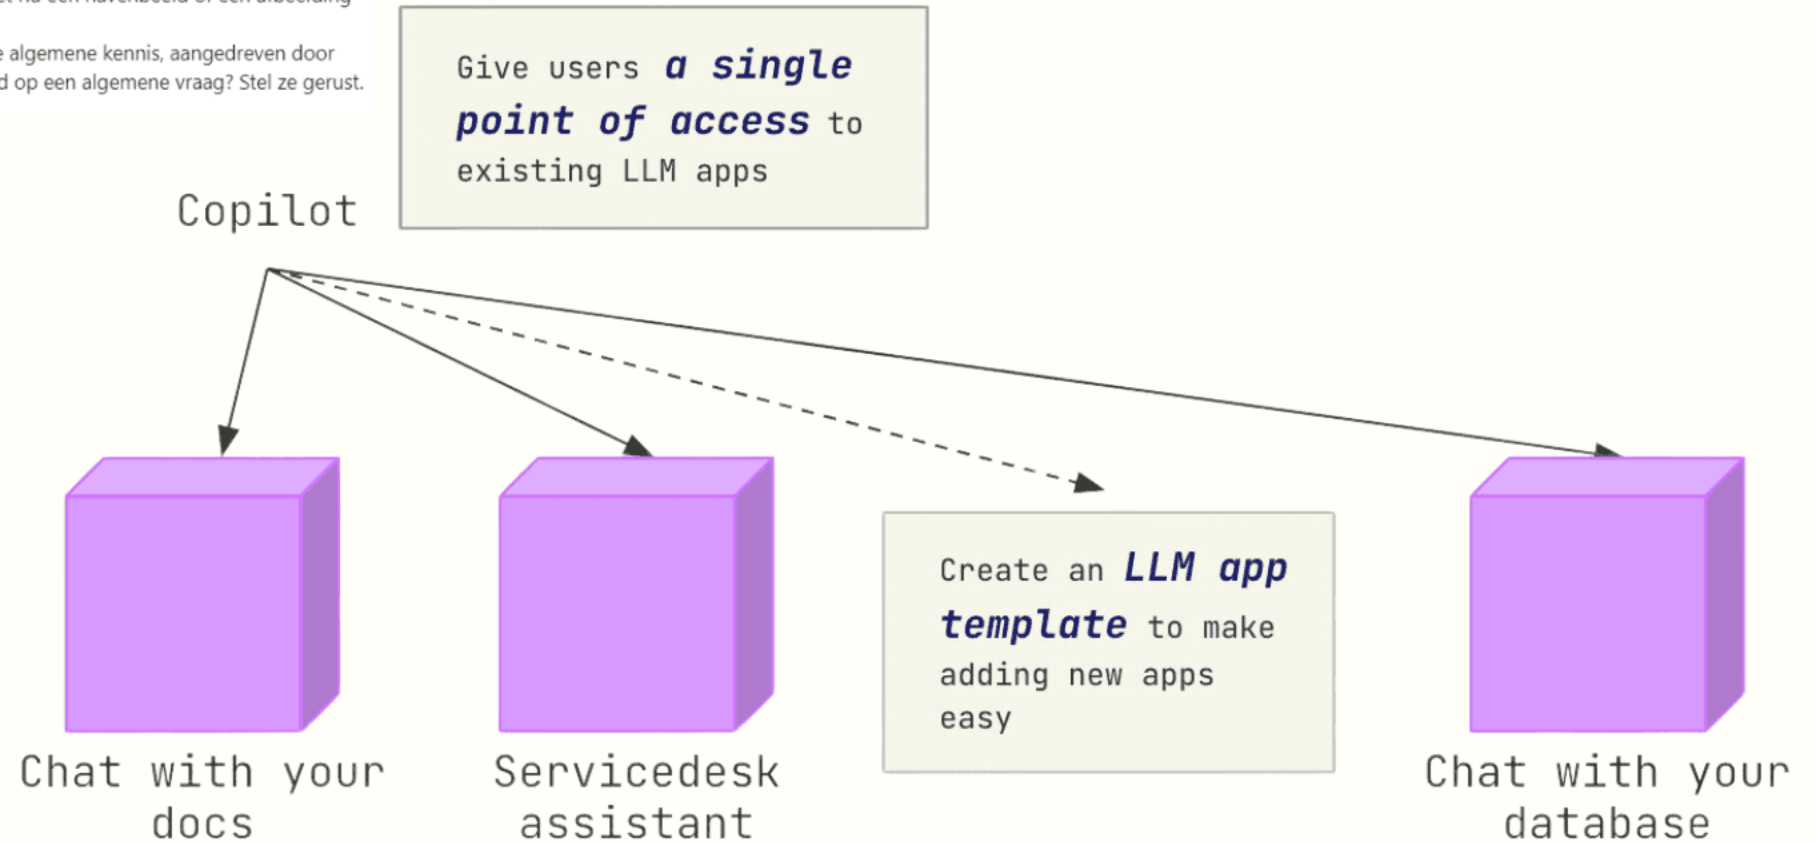 algemene kennis, aangedreven door
op een algemene vraag? Stel ze gerust.
Give users a single
point of access to
existing LLM apps
Copilot
Create an LLM app
template to make
adding new apps
easy
Chat with your
docs
Servicedesk
assistant
Chat with your
database